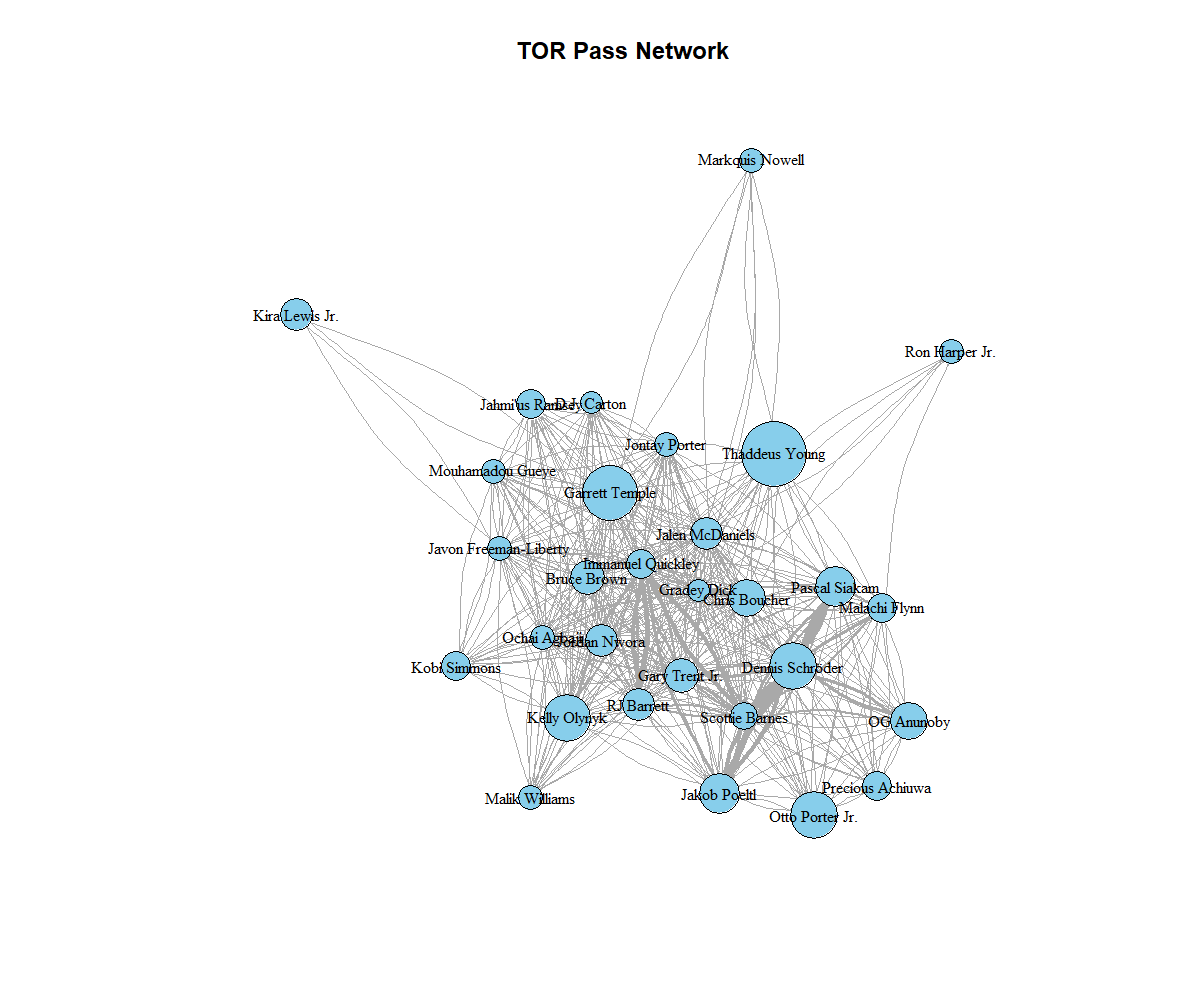 TOR Pass Network
Markquis Nowell
Kira Lewis Jr.
Ron Harper Jr.
Jahmi'us Ramsey
D.J. Carton
Jontay Porter
Thaddeus Young
Mouhamadou Gueye
Garrett Temple
Jalen McDaniels
Javon Freeman-Liberty
Immanuel Quickley
Bruce Brown
Gradey Dick
Chris Boucher
Pascal Siakam
Malachi Flynn
Ochai Agbaji
Jordan Nwora
Kobi Simmons
Gary Trent Jr.
Dennis Schröder
RJ Barrett
Kelly Olynyk
Scottie Barnes
OG Anunoby
Malik Williams
Jakob Poeltl
Precious Achiuwa
Otto Porter Jr.